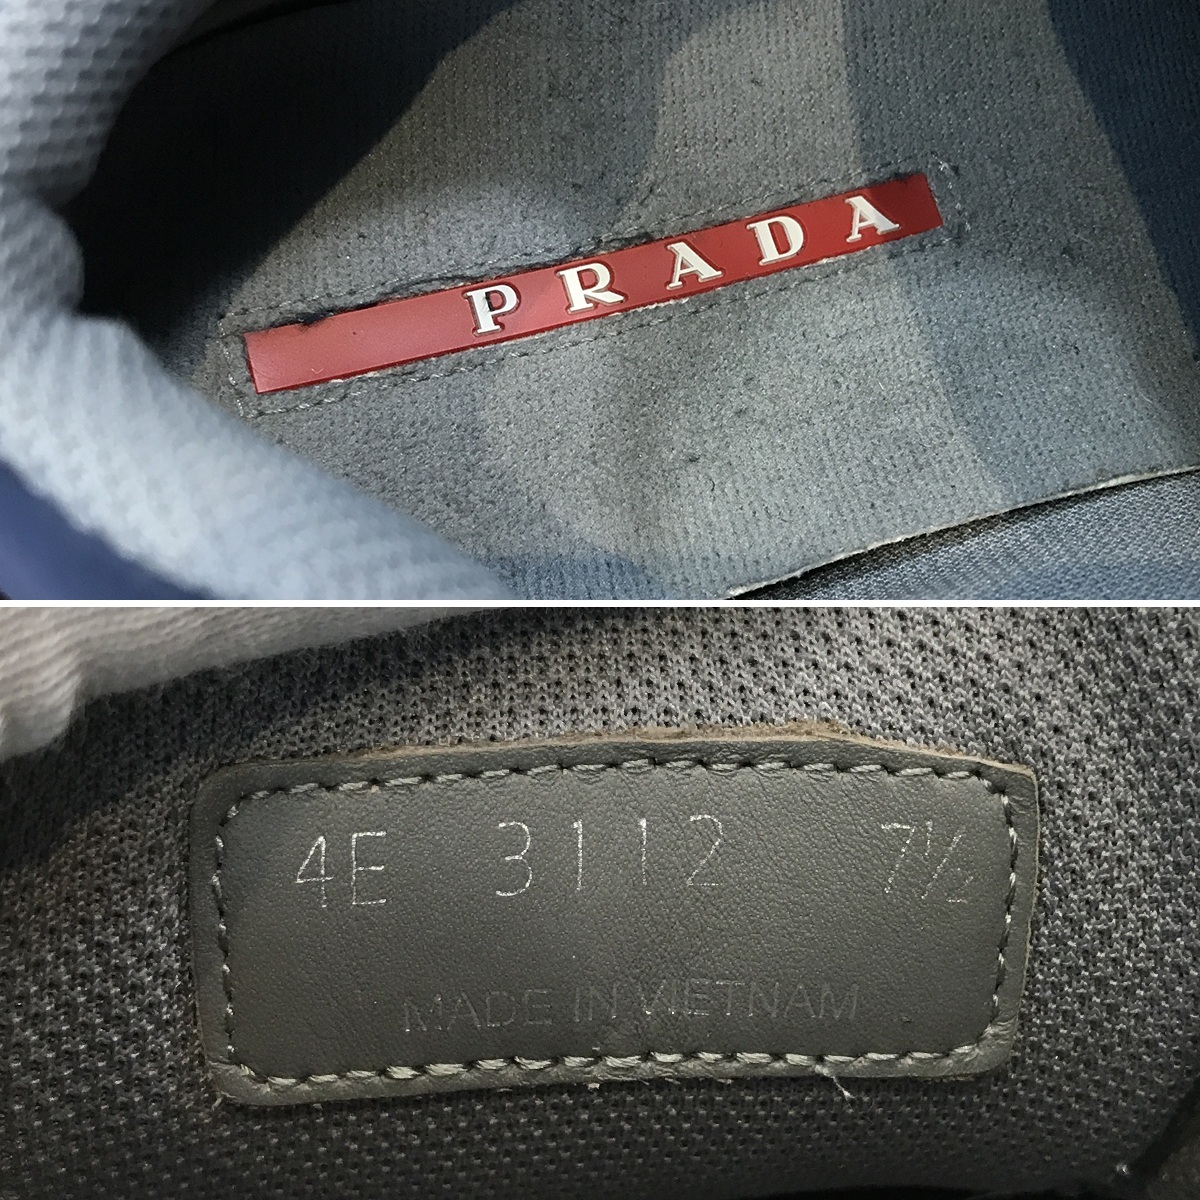 PRADA
4E 3112 7½
MADE IN VIETNAM